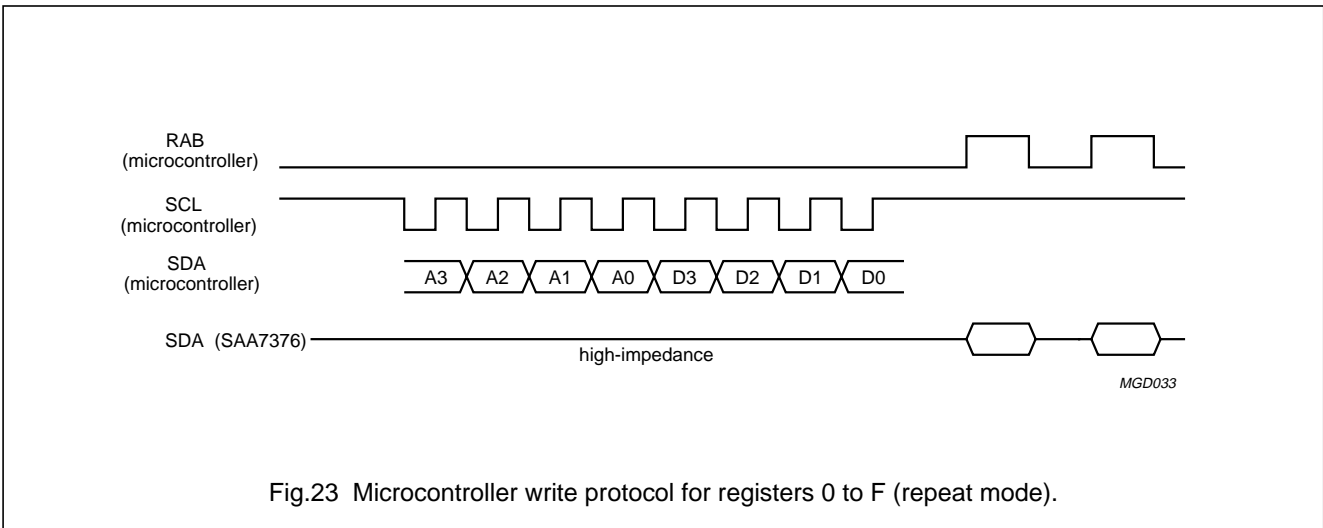 RAB
(microcontroller)
SCL
(microcontroller)
SDA
(microcontroller)
A3 A2 A1 A0 D3 D2 D1 D0
SDA (SAA7376)
high-impedance
MGD033
Fig.23 Microcontroller write protocol for registers 0 to F (repeat mode).